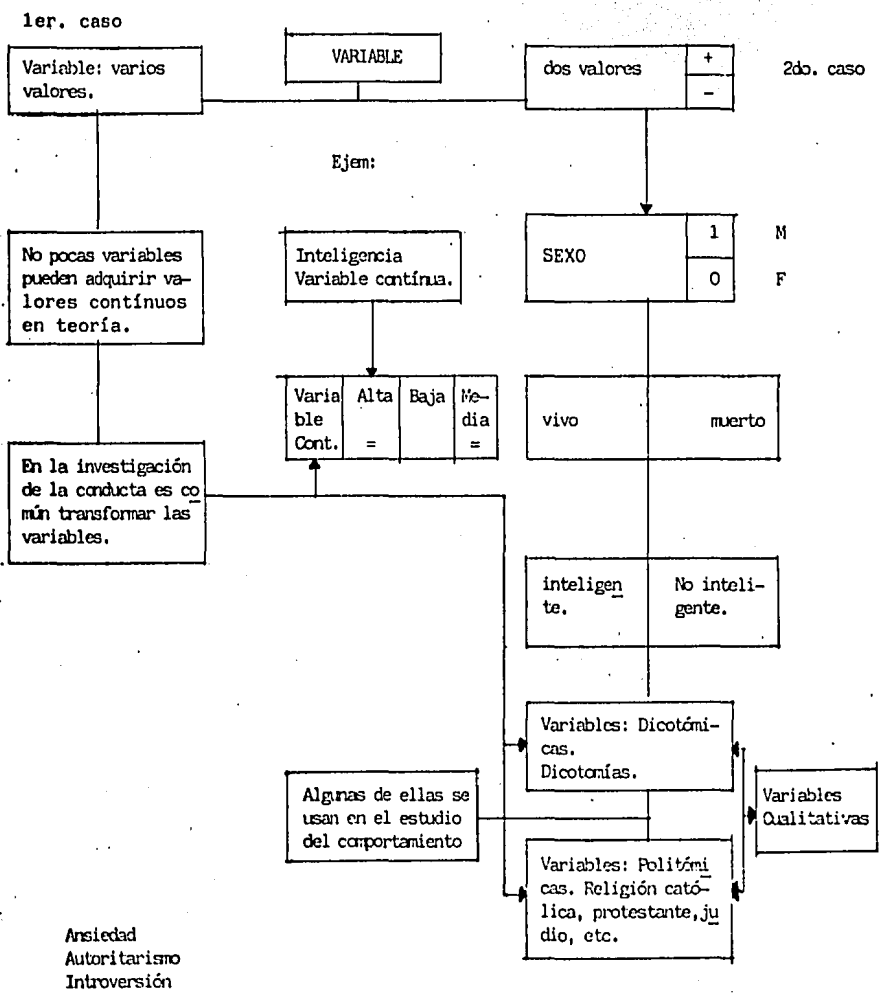 1er. caso
VARIABLE
Variable: varios
valores.
dos valores
+
-
2do. caso
Ejem:
No pocas variables
pueden adquirir va-
lores contínuos
en teoría.
Inteligencia
Variable contínua.
SEXO
1
M
0
F
Varia
ble
Cont.
Alta
=
Baja
Me-
dia
=
vivo
muerto
En la investigación
de la conducta es co
mún transformar las
variables.
inteligen
te.
No inteli-
gente.
Variables: Dicotómi-
cas.
Dicotomías.
Algunas de ellas se
usan en el estudio
del comportamiento
Variables
Cualitativas
Variables: Politómi
cas. Religión cató-
lica, protestante, ju
dio, etc.
Ansiedad
Autoritarismo
Introversión